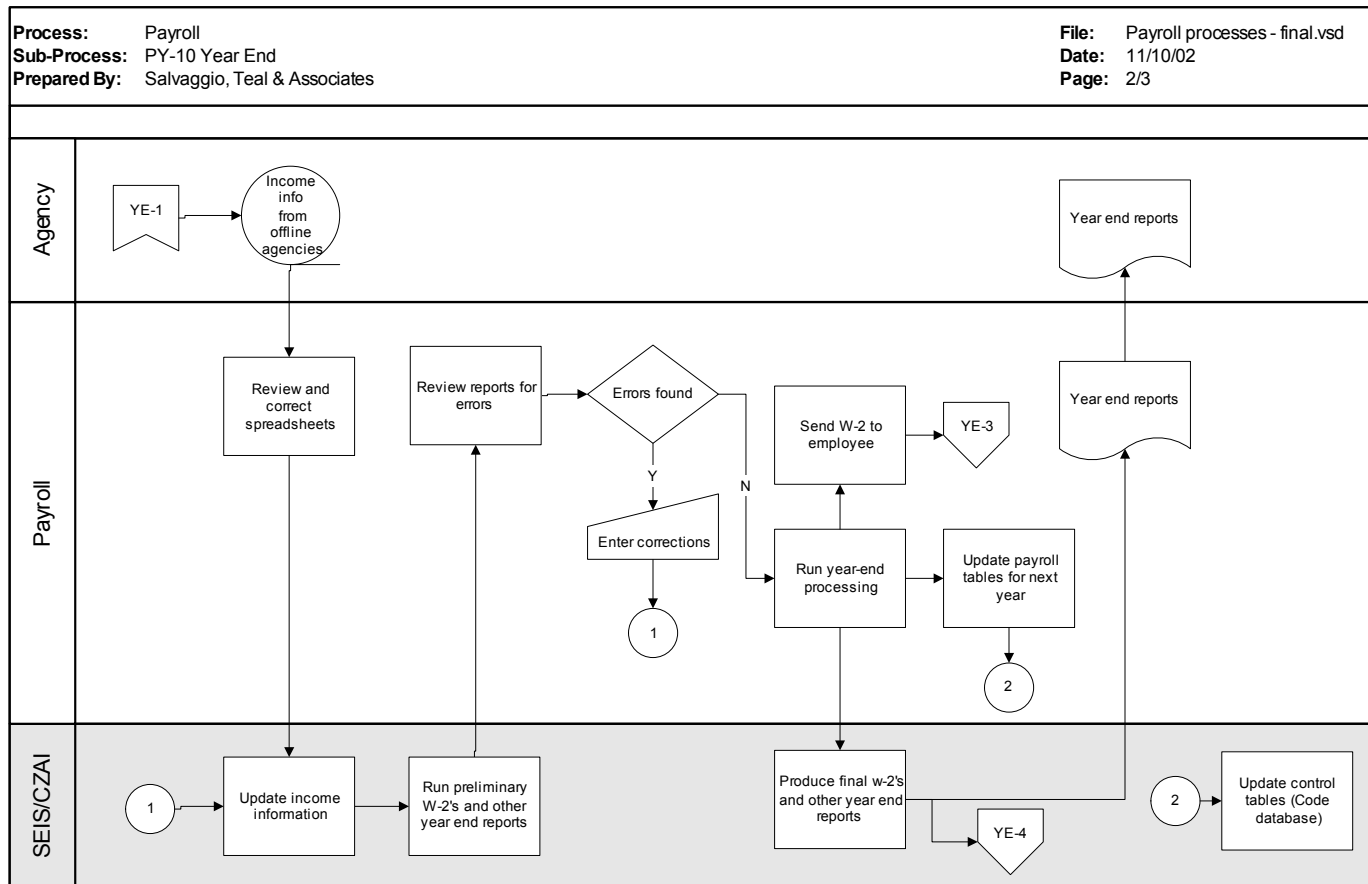 Process: Payroll
Sub-Process: PY-10 Year End
Prepared By: Salvaggio, Teal & Associates
File: Payroll processes - final.vsd
Date: 11/10/02
Page: 2/3
Agency
YE-1
Income
info
from
offline
agencies
Year end reports
Payroll
Review and
correct
spreadsheets
Review reports for
errors
Errors found
Y
N
Enter corrections
1
Send W-2 to
employee
YE-3
Run year-end
processing
Update payroll
tables for next
year
2
Year end reports
SEIS/CZAI
1
Update income
information
Run preliminary
W-2's and other
year end reports
Produce final w-2's
and other year end
reports
YE-4
2
Update control
tables (Code
database)